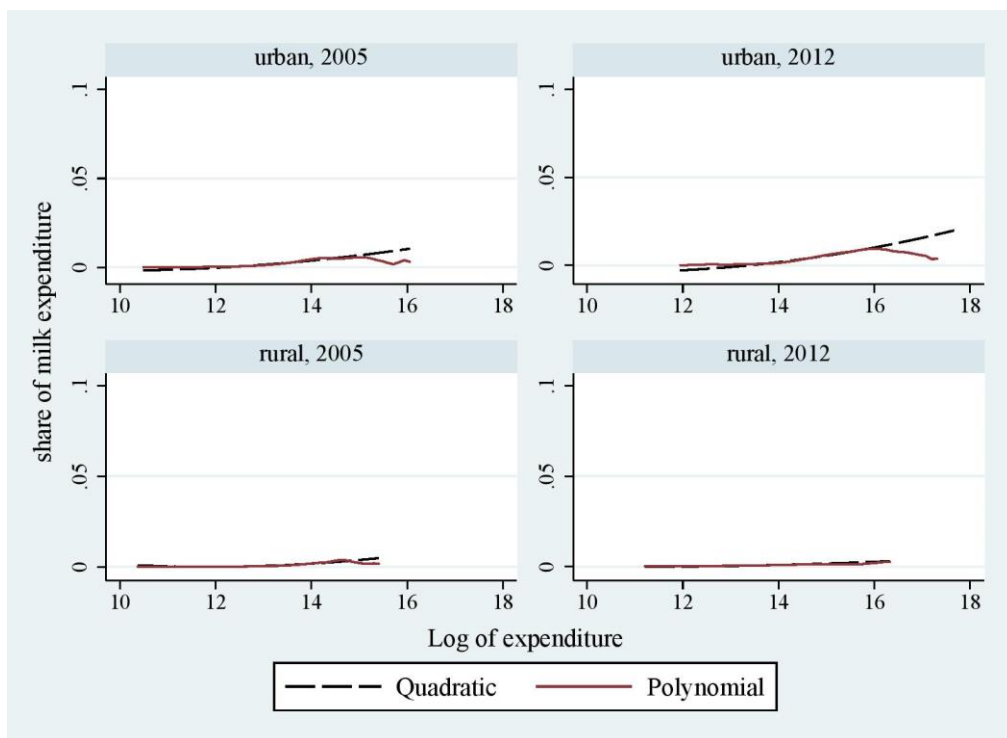 urban, 2005
.1
.05
0
10 12 14 16 18
urban, 2012
.1
.05
0
10 12 14 16 18
rural, 2005
.1
.05
0
10 12 14 16 18
rural, 2012
.1
.05
0
10 12 14 16 18
share of milk expenditure
Log of expenditure
Quadratic Polynomial